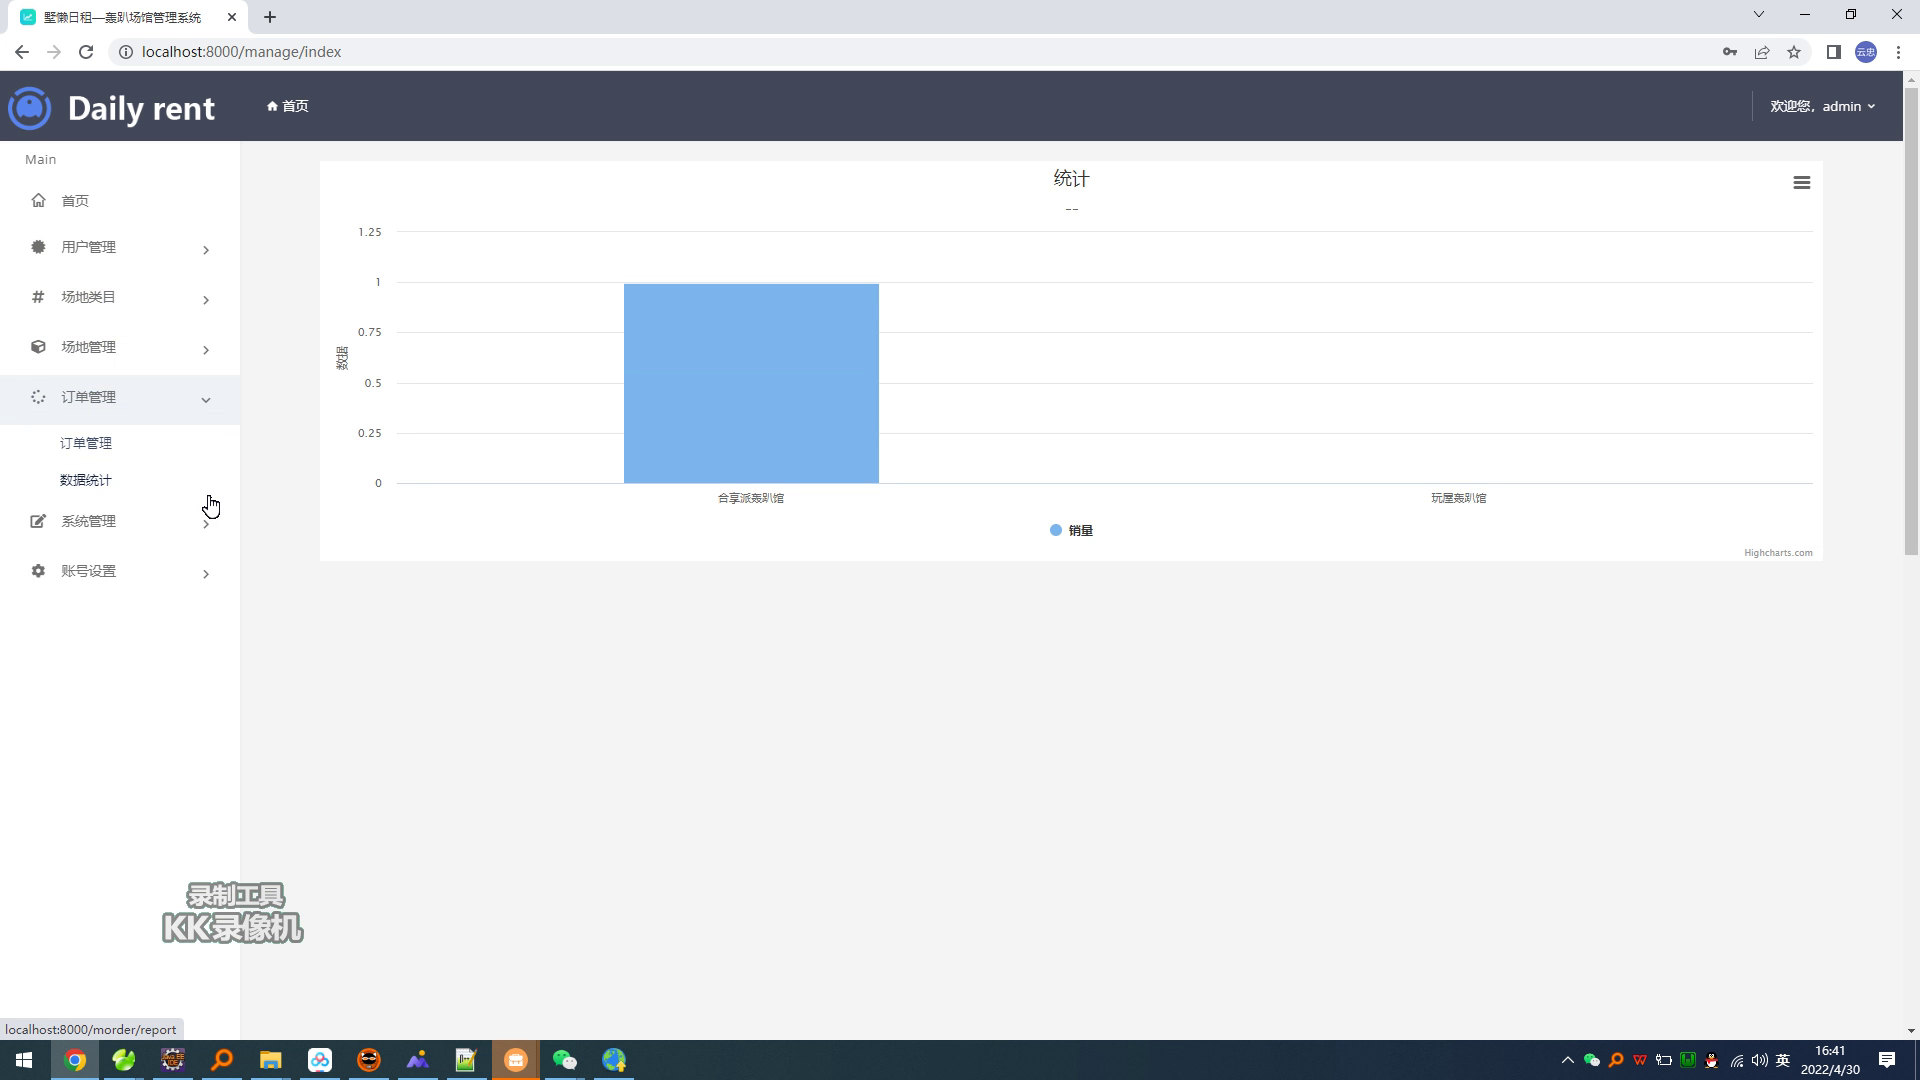 墅懒日租—轰趴场馆管理系统
localhost:8000/manage/index
云忠
Daily rent
首页
欢迎您，admin
Main
首页
用户管理
场地类目
场地管理
订单管理
订单管理
数据统计
系统管理
账号设置
统计
--
1.25
1
0.75
0.5
0.25
0
数据
合享派轰趴馆
玩屋轰趴馆
销量
Highcharts.com
录制工具
KK录像机
localhost:8000/morder/report
英
16:41
2022/4/30